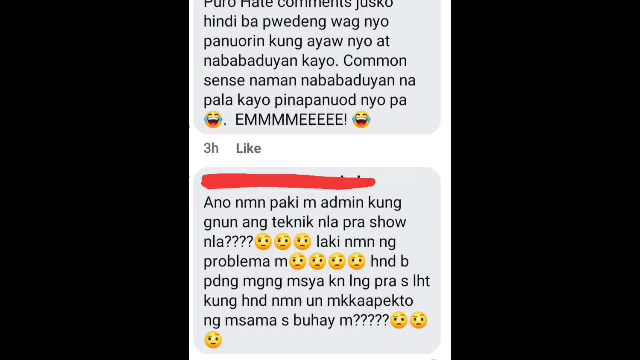 Puro Hate comments jusko
hindi ba pwedeng wag nyo
panuorin kung ayaw nyo at
nababaduyan kayo. Common
sense naman nababaduyan na
pala kayo pinapanuod nyo pa
😂. EMMMMEEEEE! 😂
3h Like
Ano nmn paki m admin kung
gnun ang teknik nla pra show
nla????😟😟😟 laki nmn ng
problema m😟😟😟😟 hnd b
pdng mgng msya kn lng pra s lht
kung hnd nmn un mkkaapekto
ng msama s buhay m?????😟😟
😟